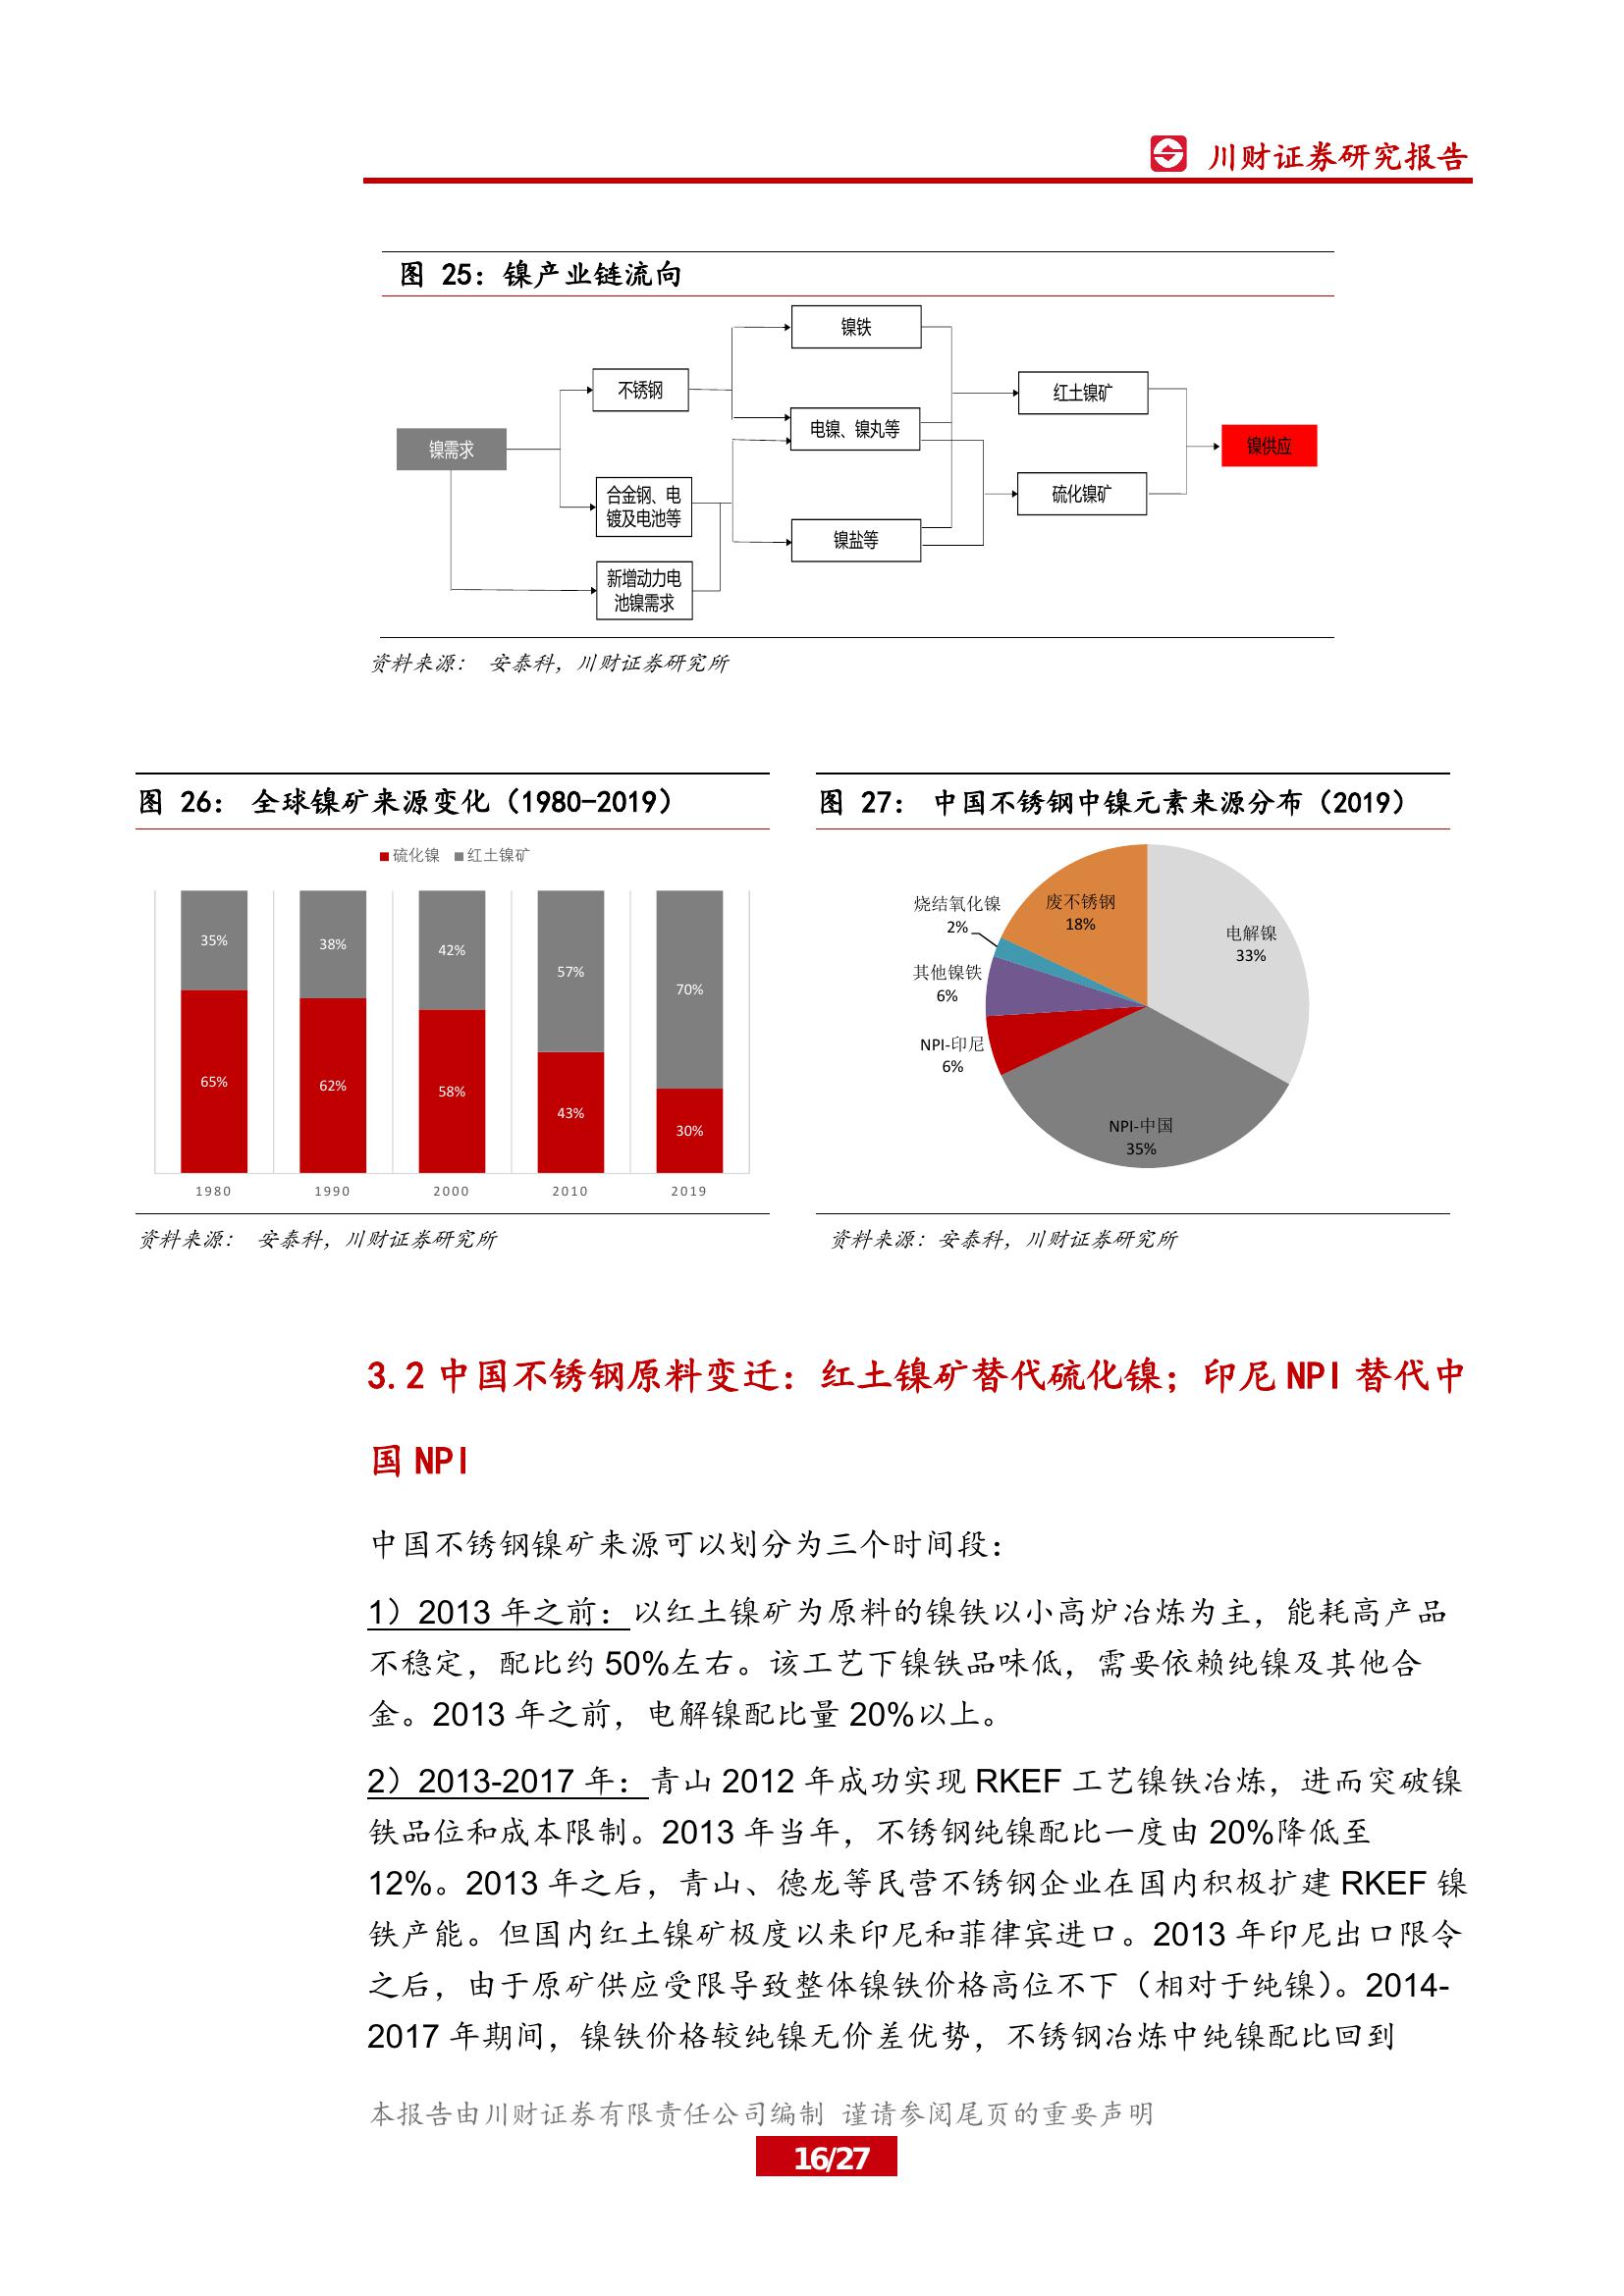 川财证券研究报告
图 25：镍产业链流向
镍铁
不锈钢
红土镍矿
电镍、镍丸等
镍需求
镍供应
合金钢、电
镀及电池等
硫化镍矿
镍盐等
新增动力电
池镍需求
资料来源： 安泰科，川财证券研究所
图 26： 全球镍矿来源变化（1980-2019）
硫化镍 红土镍矿
35% 38% 42% 57% 70%
65% 62% 58% 43% 30%
1980 1990 2000 2010 2019
资料来源： 安泰科，川财证券研究所
图 27： 中国不锈钢中镍元素来源分布（2019）
废不锈钢
18%
烧结氧化镍
2%
电解镍
33%
其他镍铁
6%
NPI-印尼
6%
NPI-中国
35%
资料来源：安泰科，川财证券研究所
3.2 中国不锈钢原料变迁：红土镍矿替代硫化镍；印尼 NPI 替代中
国 NPI
中国不锈钢镍矿来源可以划分为三个时间段：
1）2013 年之前：以红土镍矿为原料的镍铁以小高炉冶炼为主，能耗高产品
不稳定，配比约 50%左右。该工艺下镍铁品味低，需要依赖纯镍及其他合
金。2013 年之前，电解镍配比量 20%以上。
2）2013-2017 年：青山 2012 年成功实现 RKEF 工艺镍铁冶炼，进而突破镍
铁品位和成本限制。2013 年当年，不锈钢纯镍配比一度由 20%降低至
12%。2013 年之后，青山、德龙等民营不锈钢企业在国内积极扩建 RKEF 镍
铁产能。但国内红土镍矿极度以来印尼和菲律宾进口。2013 年印尼出口限令
之后，由于原矿供应受限导致整体镍铁价格高位不下（相对于纯镍）。2014-
2017 年期间，镍铁价格较纯镍无价差优势，不锈钢冶炼中纯镍配比回到
本报告由川财证券有限责任公司编制 谨请参阅尾页的重要声明
16/27